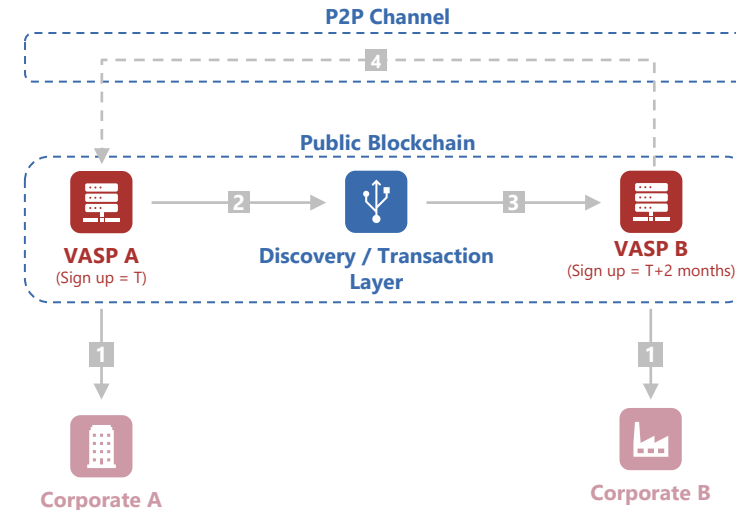 P2P Channel
4
Public Blockchain
2
3
VASP A
(Sign up = T)
Discovery / Transaction
Layer
VASP B
(Sign up = T+2 months)
1
1
Corporate A
Corporate B